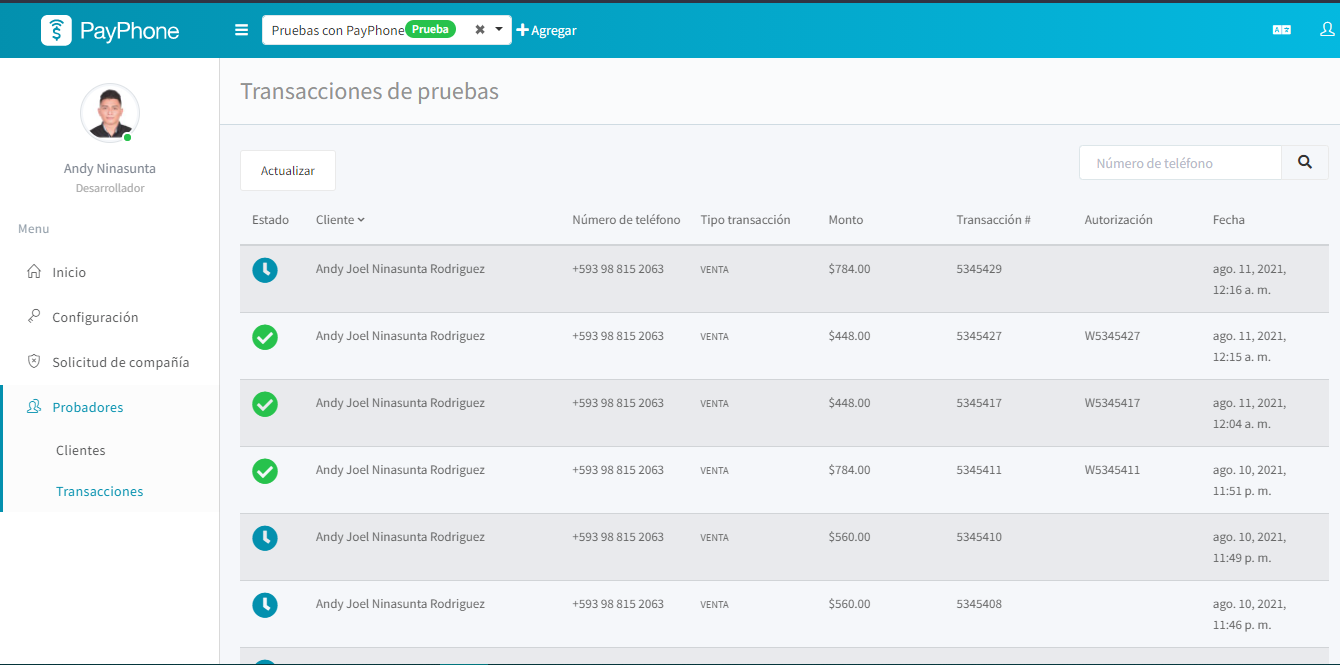 PayPhone
Pruebas con PayPhone Prueba
Agregar
Andy Ninasunta
Desarrollador
Menu
Inicio
Configuración
Solicitud de compañía
Probadores
Clientes
Transacciones
Transacciones de pruebas
Actualizar
Número de teléfono
Estado Cliente Número de teléfono Tipo transacción Monto Transacción # Autorización Fecha
Andy Joel Ninasunta Rodriguez +593 98 815 2063 VENTA $784.00 5345429 ago. 11, 2021,
12:16 a. m.
Andy Joel Ninasunta Rodriguez +593 98 815 2063 VENTA $448.00 5345427 W5345427 ago. 11, 2021,
12:15 a. m.
Andy Joel Ninasunta Rodriguez +593 98 815 2063 VENTA $448.00 5345417 W5345417 ago. 11, 2021,
12:04 a. m.
Andy Joel Ninasunta Rodriguez +593 98 815 2063 VENTA $784.00 5345411 W5345411 ago. 10, 2021,
11:51 p. m.
Andy Joel Ninasunta Rodriguez +593 98 815 2063 VENTA $560.00 5345410 ago. 10, 2021,
11:49 p. m.
Andy Joel Ninasunta Rodriguez +593 98 815 2063 VENTA $560.00 5345408 ago. 10, 2021,
11:46 p. m.